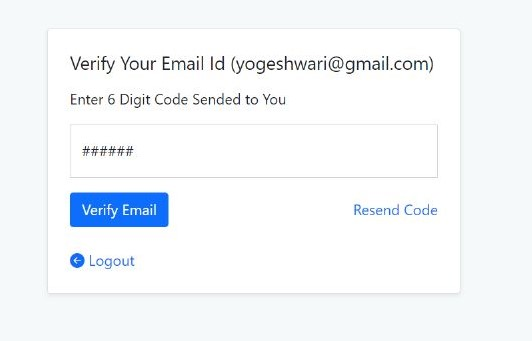 Verify Your Email Id (yogeshwari@gmail.com)
Enter 6 Digit Code Sended to You
######
Verify Email
Resend Code
Logout